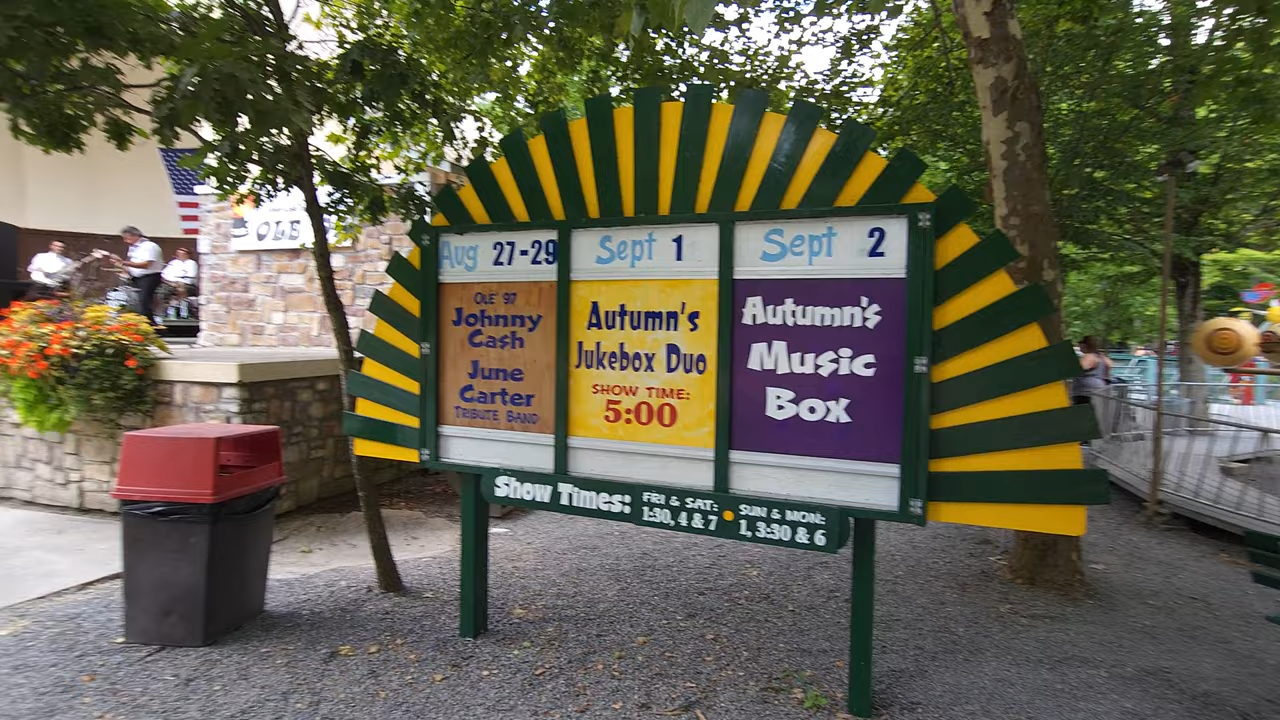 OLE
Aug 27-29
OLE' 97
Johnny
Cash
June
Carter
TRIBUTE BAND
Sept 1
Autumn's
Jukebox Duo
SHOW TIME:
5:00
Sept 2
Autumn's
Music
Box
Show Times: FRI & SAT: 1:30, 4 & 7 • SUN & MON: 1, 3:30 & 6